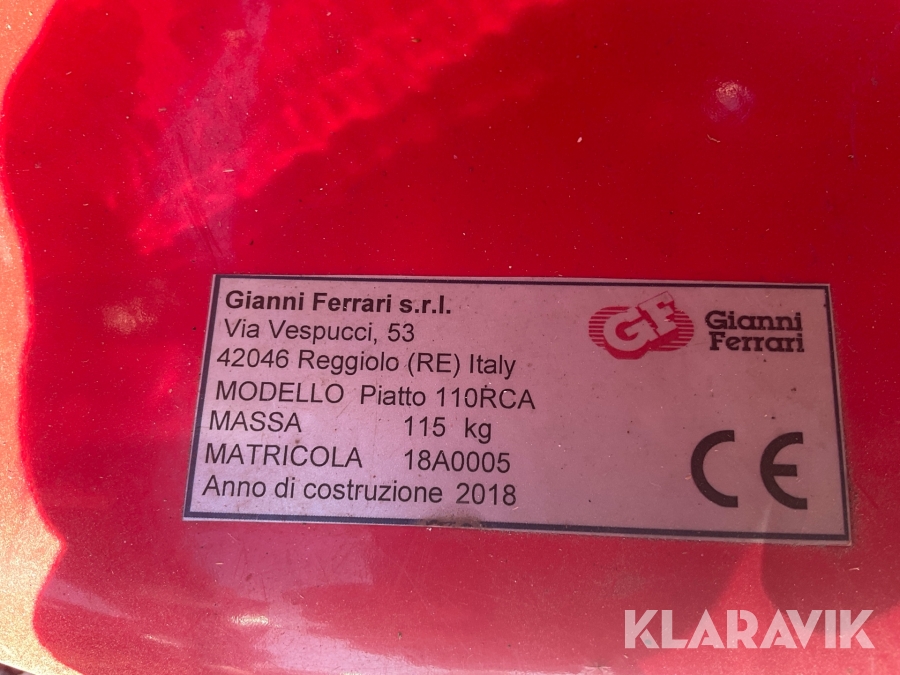 Gianni Ferrari s.r.l.
Via Vespucci, 53
42046 Reggiolo (RE) Italy
MODELLO Piatto 110RCA
MASSA 115 kg
MATRICOLA 18A0005
Anno di costruzione 2018
GF Gianni
Ferrari
CE
KLARAVIK